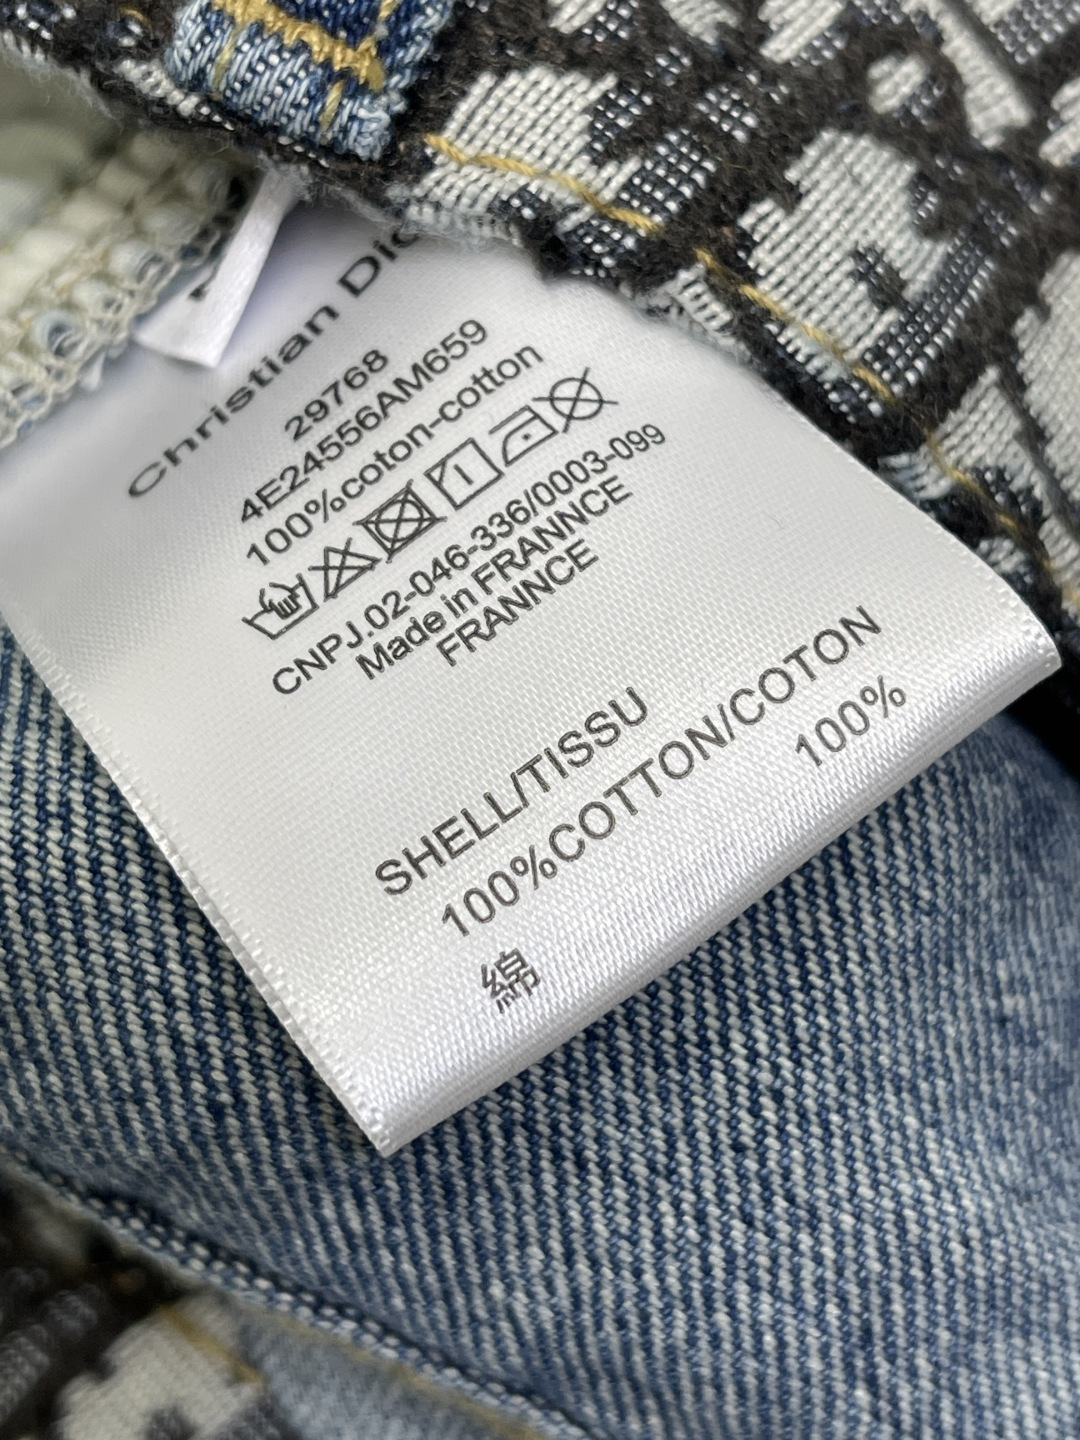 Christian Dio
29768
4E24556AM659
100%coton-cotton
CNPJ.02-046-336/0003-099
Made in FRANNCE
FRANNCE
SHELL/TISSU
100%COTTON/COTON
100%
綿